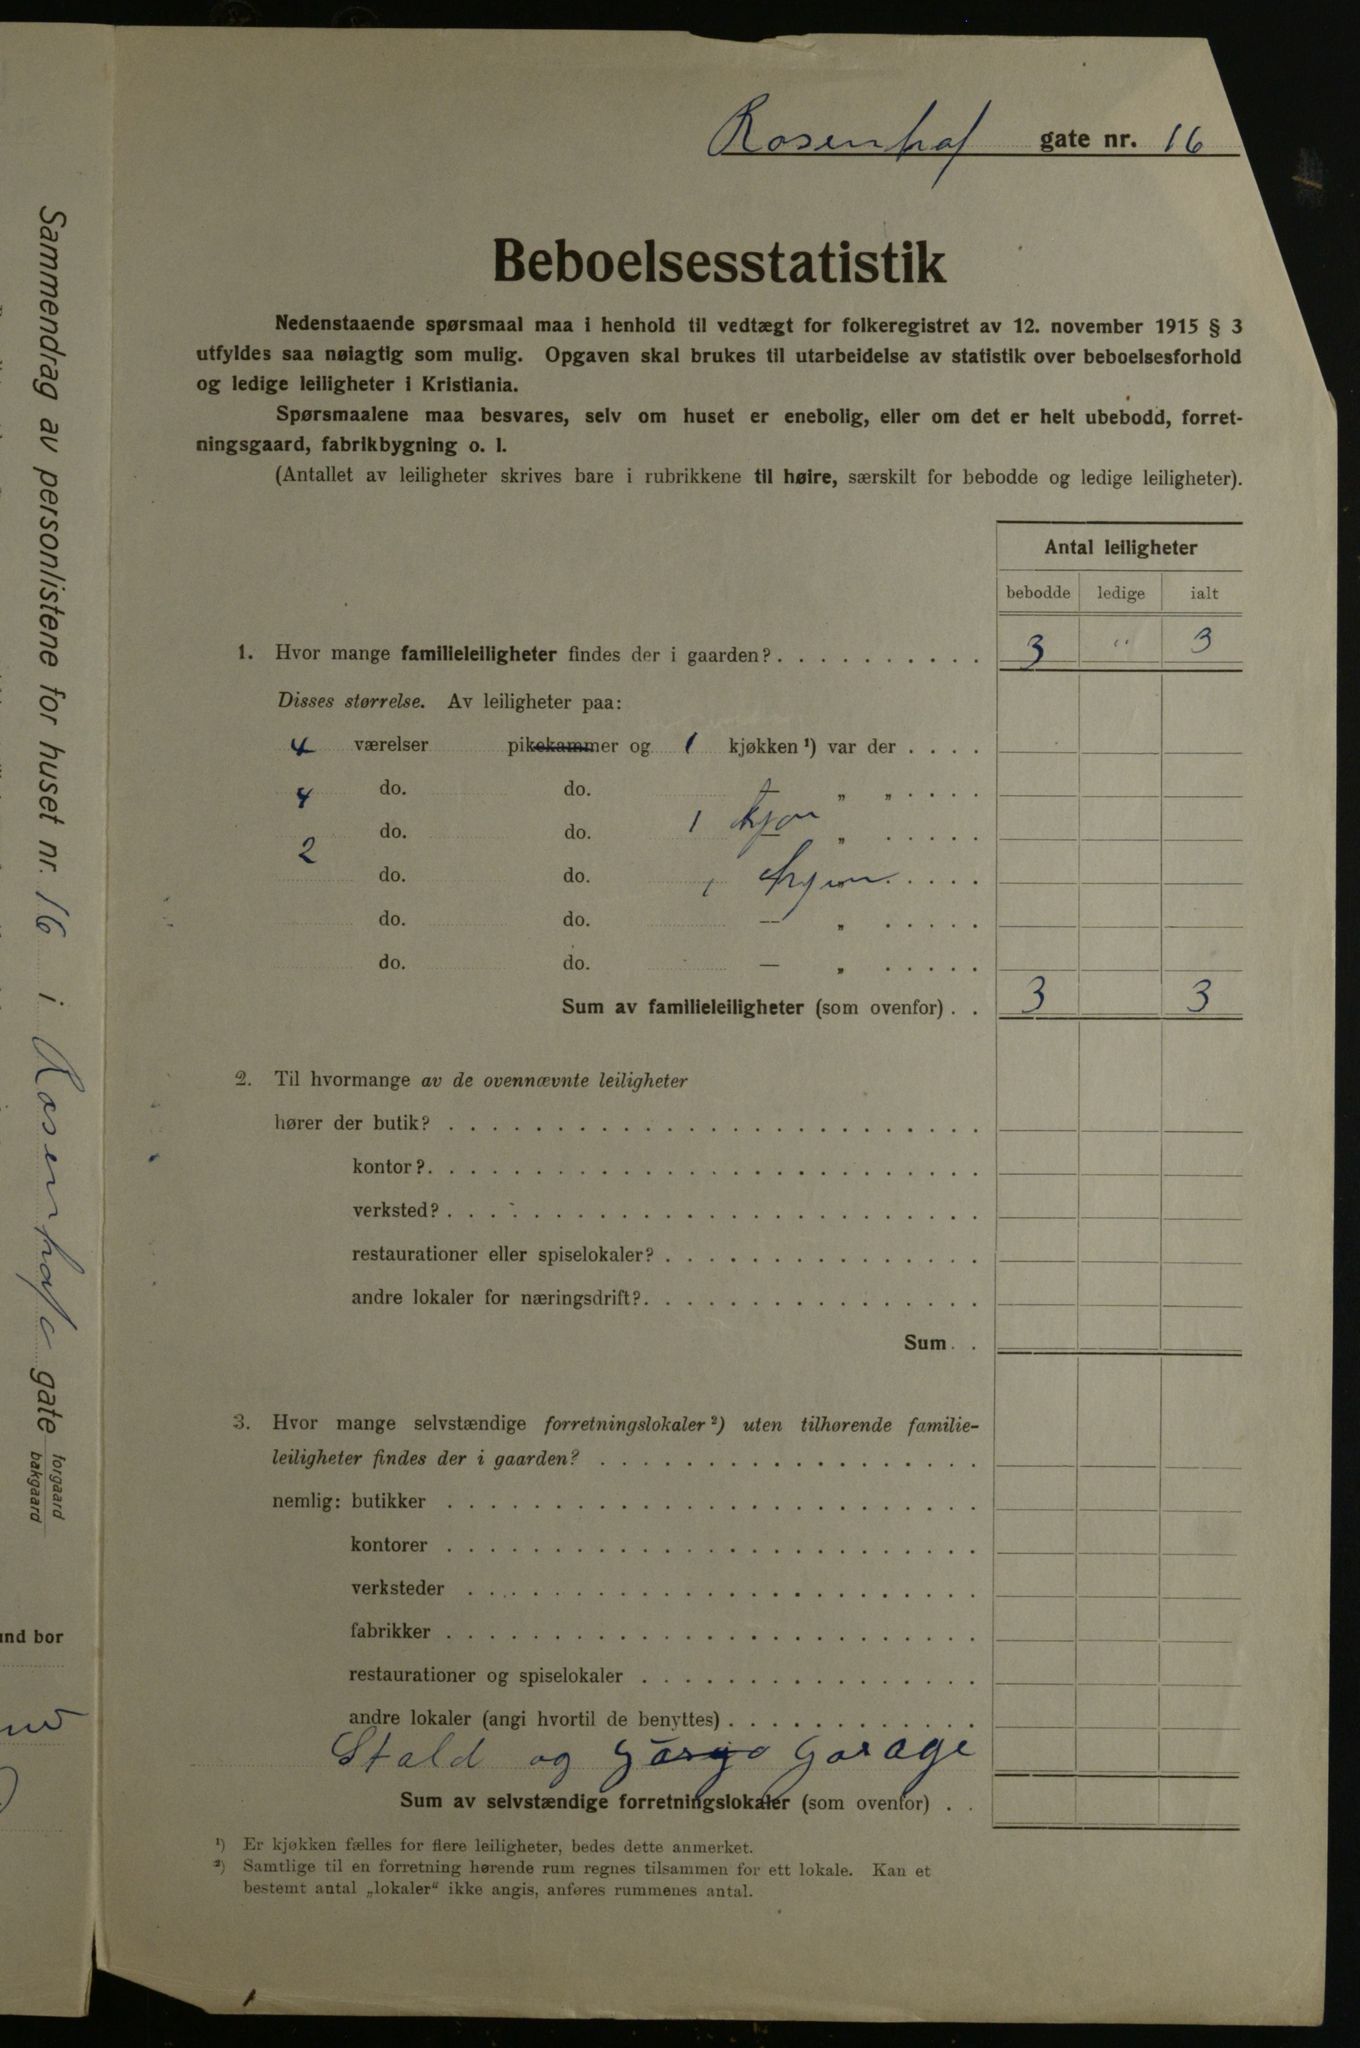 Rosenhof gate nr. 16
Beboelsesstatistik
Nedenstaaende spørsmaal maa i henhold til vedtægt for folkeregistret av 12. november 1915 § 3
utfyldes saa nøiagtig som mulig. Opgaven skal brukes til utarbeidelse av statistik over beboelsesforhold
og ledige leiligheter i Kristiania.
Spørsmaalene maa besvares, selv om huset er enebolig, eller om det er helt ubebodd, forret-
ningsgaard, fabrikbygning o. l.
(Antallet av leiligheter skrives bare i rubrikkene til høire, særskilt for bebodde og ledige leiligheter).
Antal leiligheter
bebodde ledige ialt
1. Hvor mange familieleiligheter findes der i gaarden? . . . . . . . . . . 3 " 3
Disses størrelse. Av leiligheter paa:
4 værelser pikekammer og 1 kjøkken ¹) var der . . . .
4 do. do. „ „ . . . .
do. do. 1 „ . . . . .
2 do. do. 1 . . . .
do. do. — „ . . . . .
do. do. — „ . . . . .
Sum av familieleiligheter (som ovenfor) . . 3 3
2. Til hvormange av de ovennævnte leiligheter
hører der butik? . . . . . . . . . . . . . . . . . . .
kontor? . . . . . . . . . . . . . . . . . . . .
verksted? . . . . . . . . . . . . . . . . . . .
restaurationer eller spiselokaler? . . . . . . . . . . .
andre lokaler for næringsdrift? . . . . . . . . . . . .
Sum . .
3. Hvor mange selvstændige forretningslokaler ²) uten tilhørende familie-
leiligheter findes der i gaarden? . . . . . . . . . . . . . .
nemlig: butikker . . . . . . . . . . . . . . . . . . .
kontorer . . . . . . . . . . . . . . . . . . .
verksteder . . . . . . . . . . . . . . . . . .
fabrikker . . . . . . . . . . . . . . . . . . .
restaurationer og spiselokaler . . . . . . . . . . . .
andre lokaler (angi hvortil de benyttes) . . . . . . . . .
Stald og Garage
Sum av selvstændige forretningslokaler (som ovenfor) . .
¹) Er kjøkken fælles for flere leiligheter, bedes dette anmerket.
²) Samtlige til en forretning hørende rum regnes tilsammen for ett lokale. Kan et
bestemt antal „lokaler“ ikke angis, anføres rummenes antal.
Sammendrag av personlistene for huset nr. 16 i Rosenhof gate forgaard
bakgaard
und bor